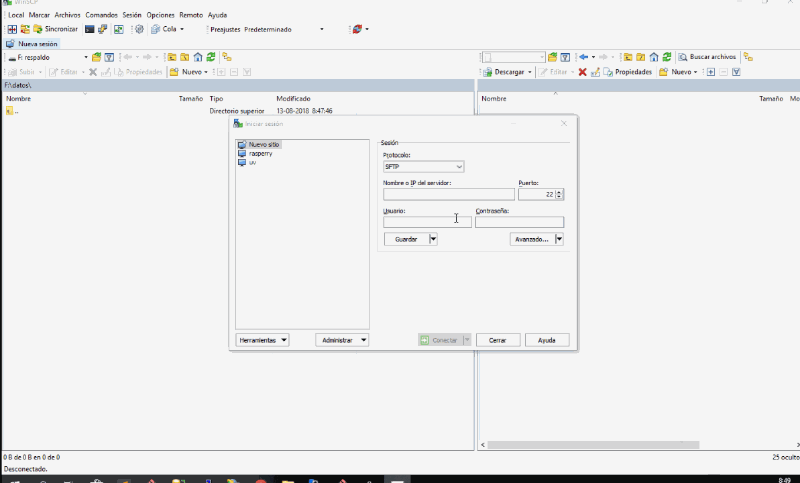 WinSCP
Local Marcar Archivos Comandos Sesión Opciones Remoto Ayuda
Sincronizar Cola Preajustes Predeterminado
Nueva sesión
F: respaldo Buscar archivos
Subir Editar Propiedades Nuevo Descargar Editar Propiedades Nuevo
F:\datos\
Nombre Tamaño Tipo Modificado Nombre Tamaño Mo
.. Directorio superior 13-08-2018 8:47:46
Iniciar sesión
Nuevo sitio
rasperry
uv
Sesión
Protocolo:
SFTP
Nombre o IP del servidor: Puerto:
22
Usuario: Contraseña:
Guardar Avanzado...
Herramientas Administrar Conectar Cerrar Ayuda
0 B de 0 B en 0 de 0 25 oculto
Desconectado.
8:49